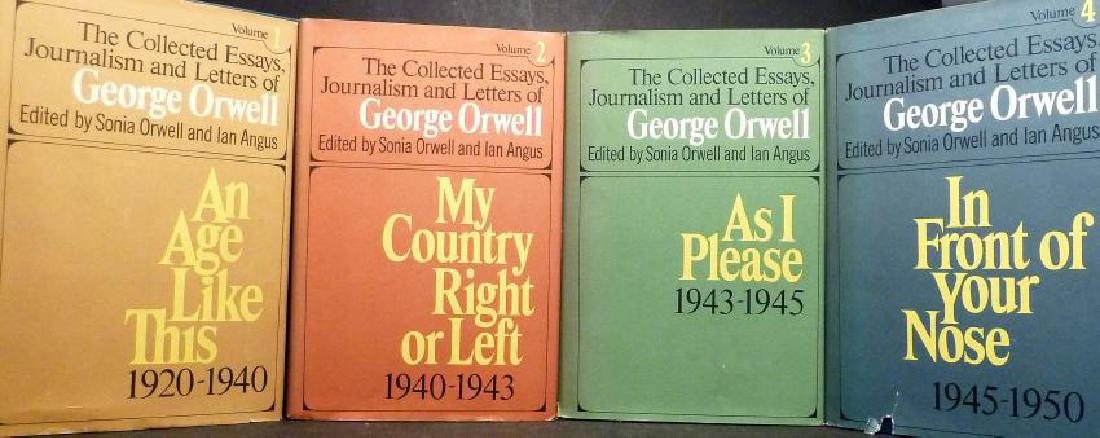 Volume 1
The Collected Essays,
Journalism and Letters of
George Orwell
Edited by Sonia Orwell and Ian Angus
An
Age
Like
This
1920-1940
Volume 2
The Collected Essays,
Journalism and Letters of
George Orwell
Edited by Sonia Orwell and Ian Angus
My
Country
Right
or Left
1940-1943
Volume 3
The Collected Essays,
Journalism and Letters of
George Orwell
Edited by Sonia Orwell and Ian Angus
As I
Please
1943-1945
Volume 4
The Collected Essays,
Journalism and Letters of
George Orwell
Edited by Sonia Orwell and Ian Angus
In
Front of
Your
Nose
1945-1950